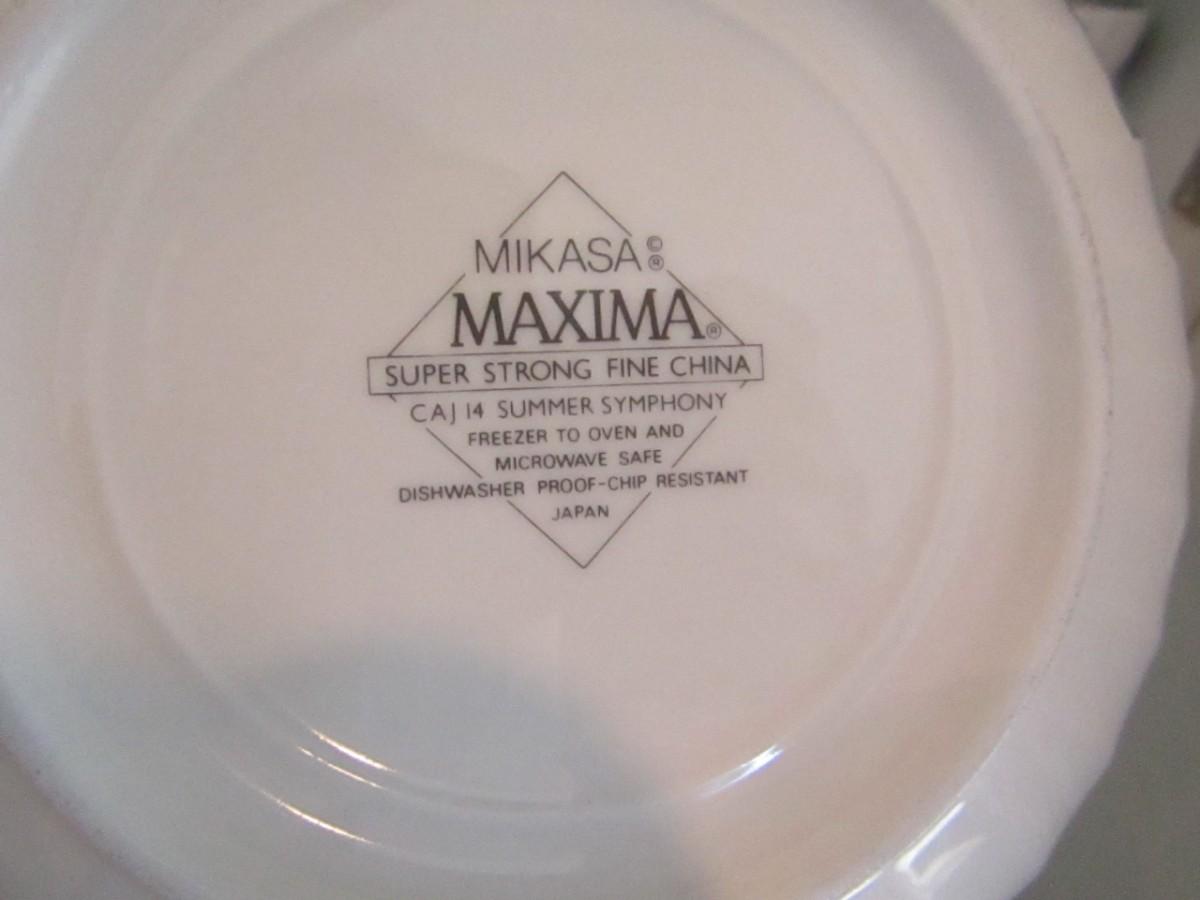 MIKASA ©®
MAXIMA®
SUPER STRONG FINE CHINA
CAJ 14 SUMMER SYMPHONY
FREEZER TO OVEN AND
MICROWAVE SAFE
DISHWASHER PROOF-CHIP RESISTANT
JAPAN